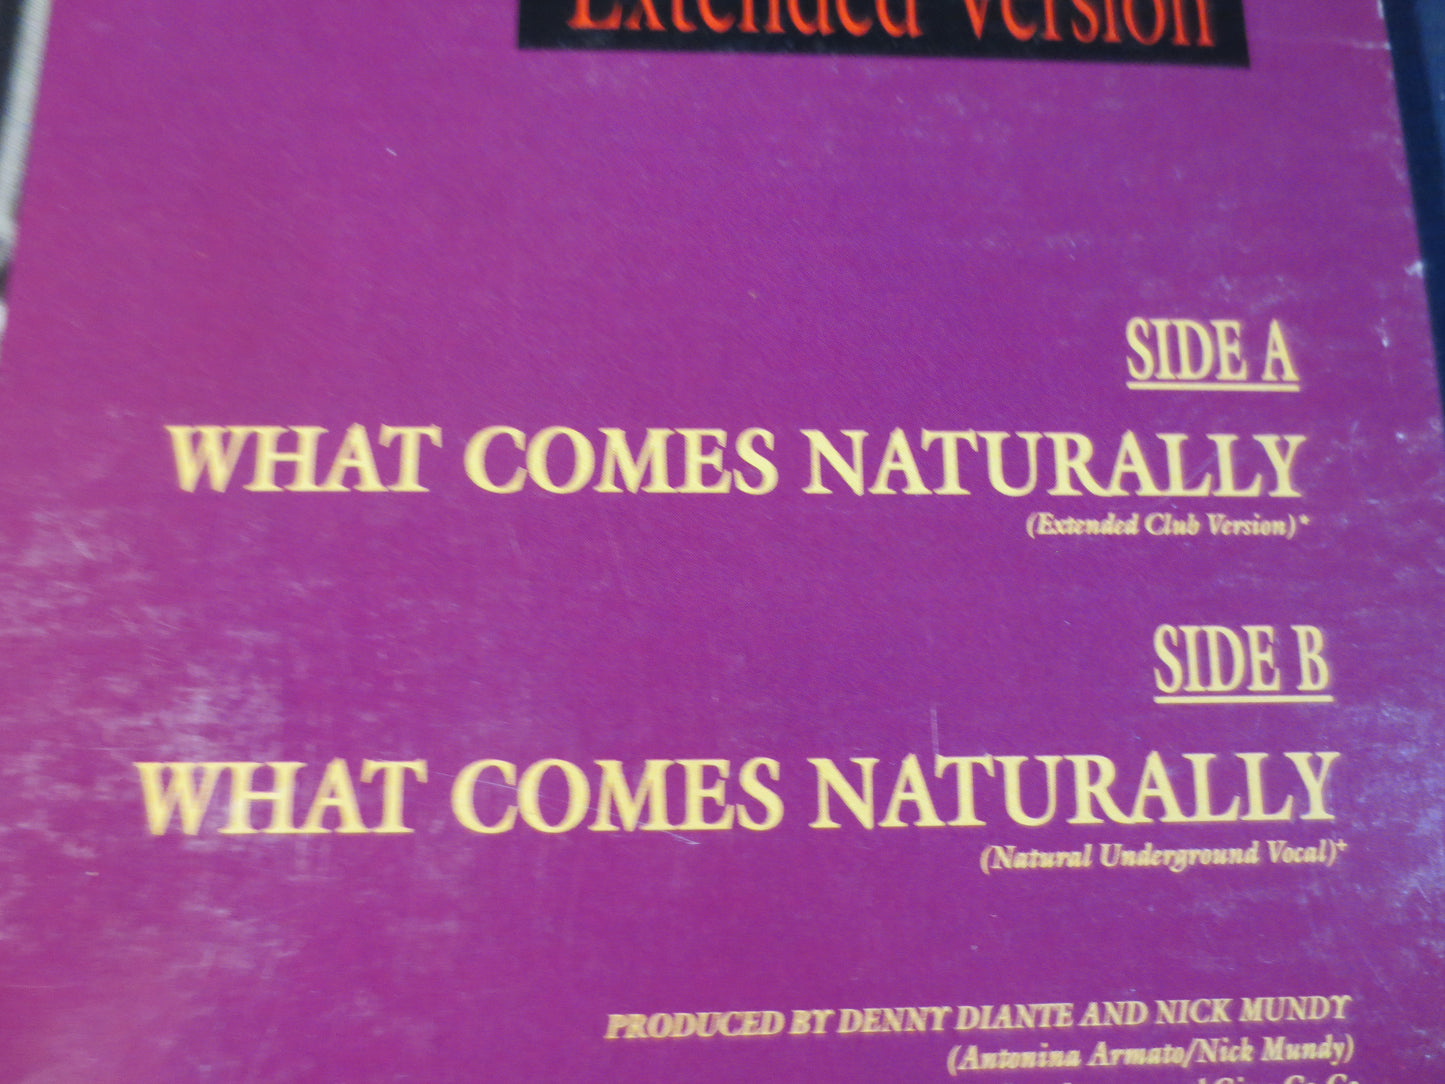 Extended Version
SIDE A
WHAT COMES NATURALLY
(Extended Club Version)*
SIDE B
WHAT COMES NATURALLY
(Natural Underground Vocal)+
PRODUCED BY DENNY DIANTE AND NICK MUNDY
(Antonina Armato/Nick Mundy)